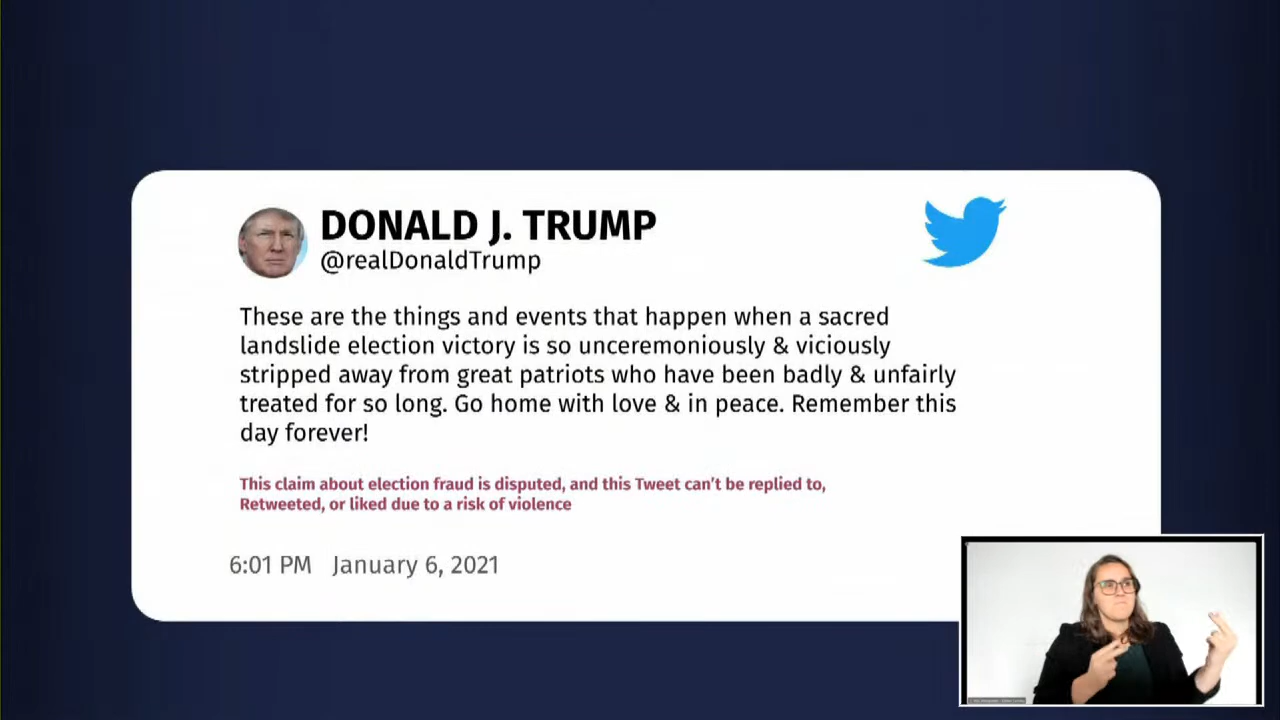 DONALD J. TRUMP
@realDonaldTrump
These are the things and events that happen when a sacred
landslide election victory is so unceremoniously & viciously
stripped away from great patriots who have been badly & unfairly
treated for so long. Go home with love & in peace. Remember this
day forever!
This claim about election fraud is disputed, and this Tweet can't be replied to,
Retweeted, or liked due to a risk of violence
6:01 PM January 6, 2021